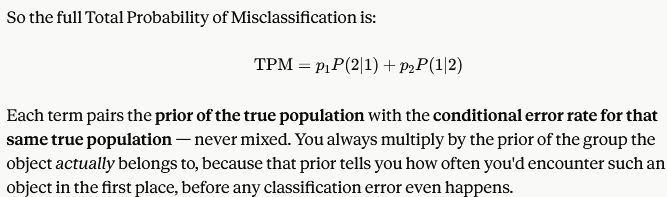 So the full Total Probability of Misclassification is:
TPM = p₁P(2|1) + p₂P(1|2)
Each term pairs the prior of the true population with the conditional error rate for that
same true population — never mixed. You always multiply by the prior of the group the
object actually belongs to, because that prior tells you how often you'd encounter such an
object in the first place, before any classification error even happens.